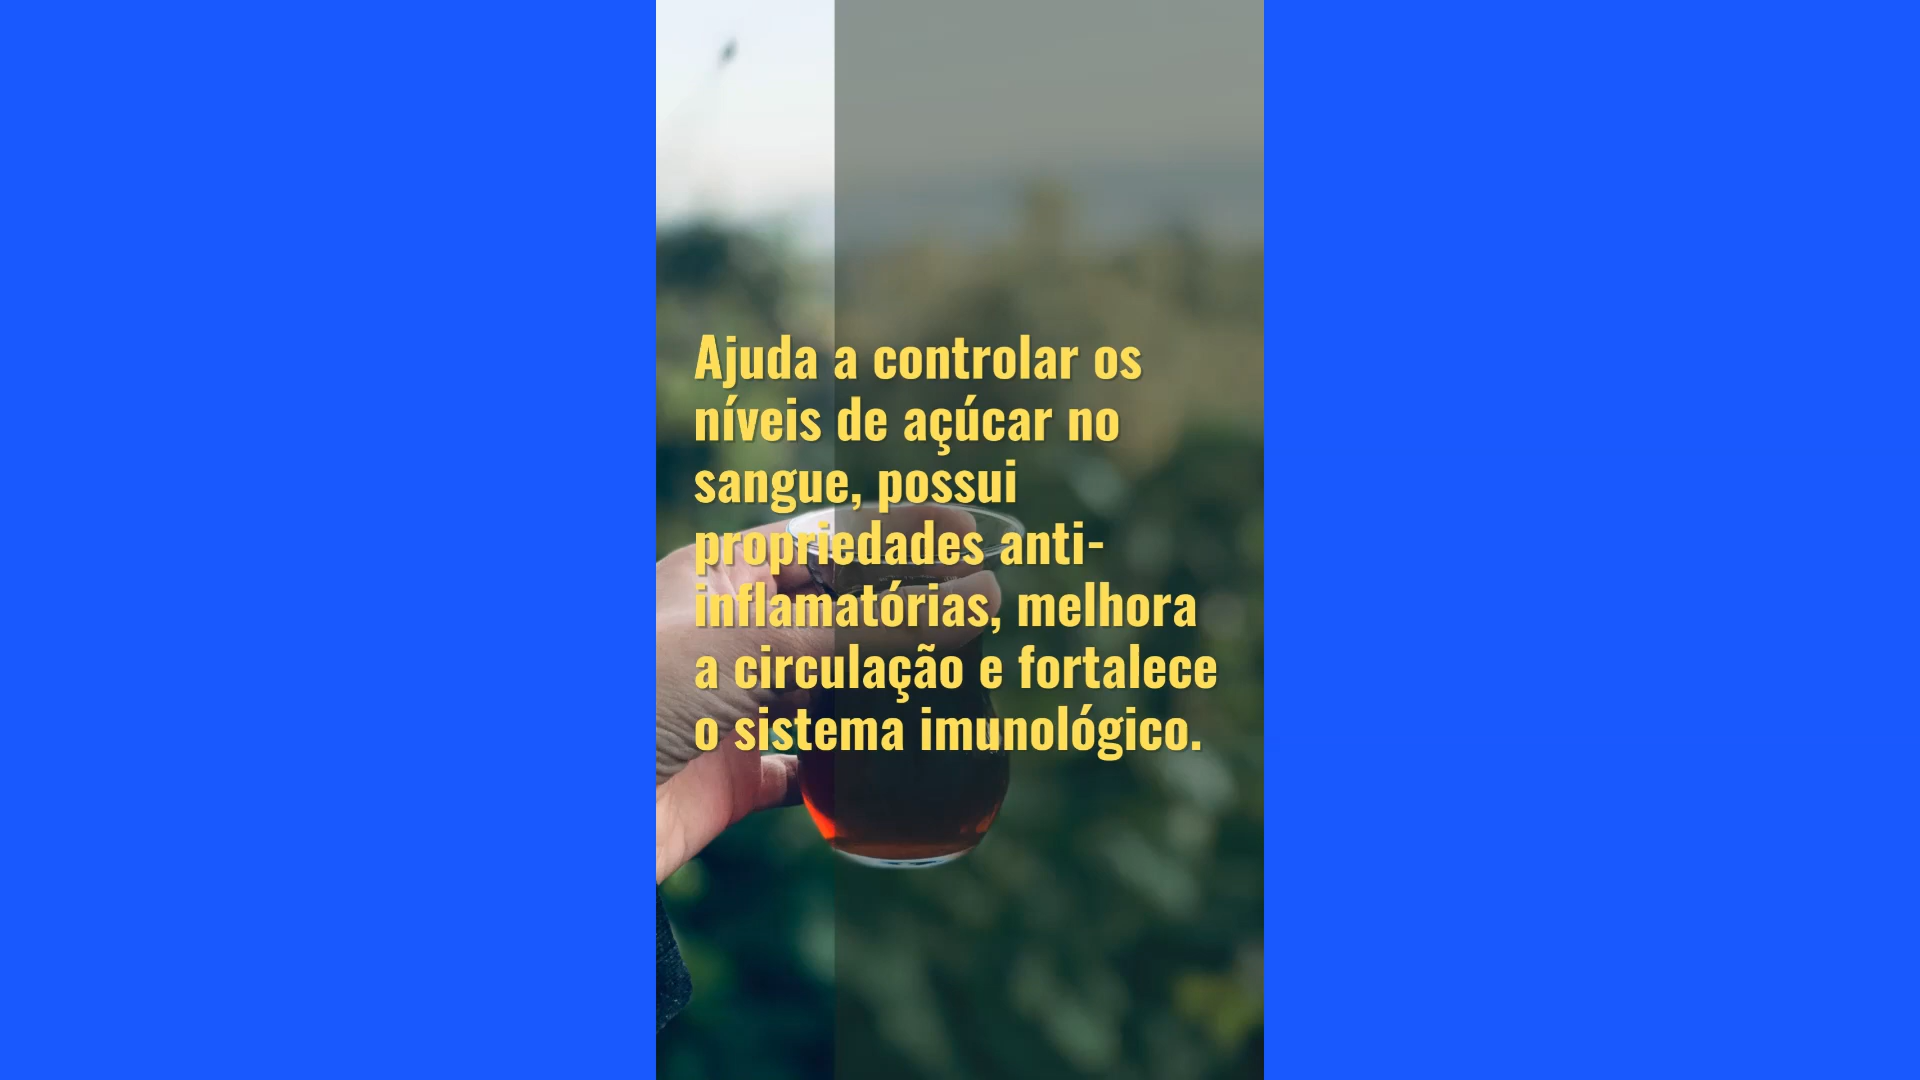 Ajuda a controlar os
níveis de açúcar no
sangue, possui
propriedades anti-
inflamatórias, melhora
a circulação e fortalece
o sistema imunológico.